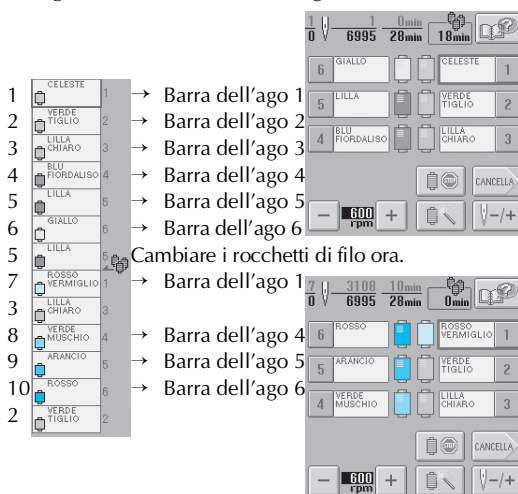 1 CELESTE 1 → Barra dell'ago 1
2 VERDE TIGLIO 2 → Barra dell'ago 2
3 LILLA CHIARO 3 → Barra dell'ago 3
4 BLU FIORDALISO 4 → Barra dell'ago 4
5 LILLA 5 → Barra dell'ago 5
6 GIALLO 6 → Barra dell'ago 6
5 LILLA 5 Cambiare i rocchetti di filo ora.
7 ROSSO VERMIGLIO 1 → Barra dell'ago 1
3 LILLA CHIARO 3
8 VERDE MUSCHIO 4 → Barra dell'ago 4
9 ARANCIO 5 → Barra dell'ago 5
10 ROSSO 6 → Barra dell'ago 6
2 VERDE TIGLIO 2
1 1 0min
0 6995 28min 18min
6 GIALLO CELESTE 1
5 LILLA VERDE TIGLIO 2
4 BLU FIORDALISO LILLA CHIARO 3
STOP CANCELLA
− 600 rpm + -/+
7 3108 10min
0 6995 28min 0min
6 ROSSO ROSSO VERMIGLIO 1
5 ARANCIO VERDE TIGLIO 2
4 VERDE MUSCHIO LILLA CHIARO 3
STOP CANCELLA
− 600 rpm + -/+